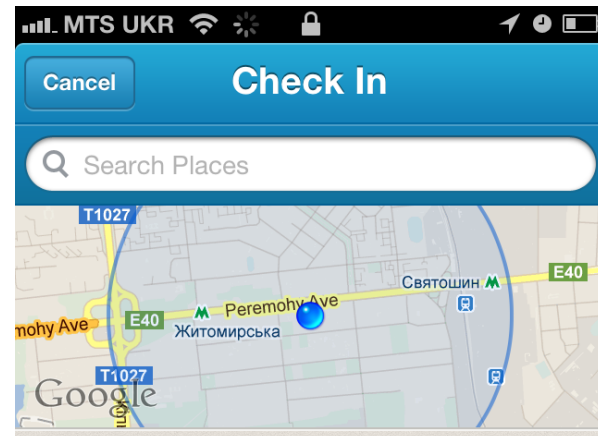 MTS UKR
Cancel
Check In
Search Places
T1027
Святошин
E40
Peremohy Ave
E40
mohy Ave
Житомирська
T1027
Google